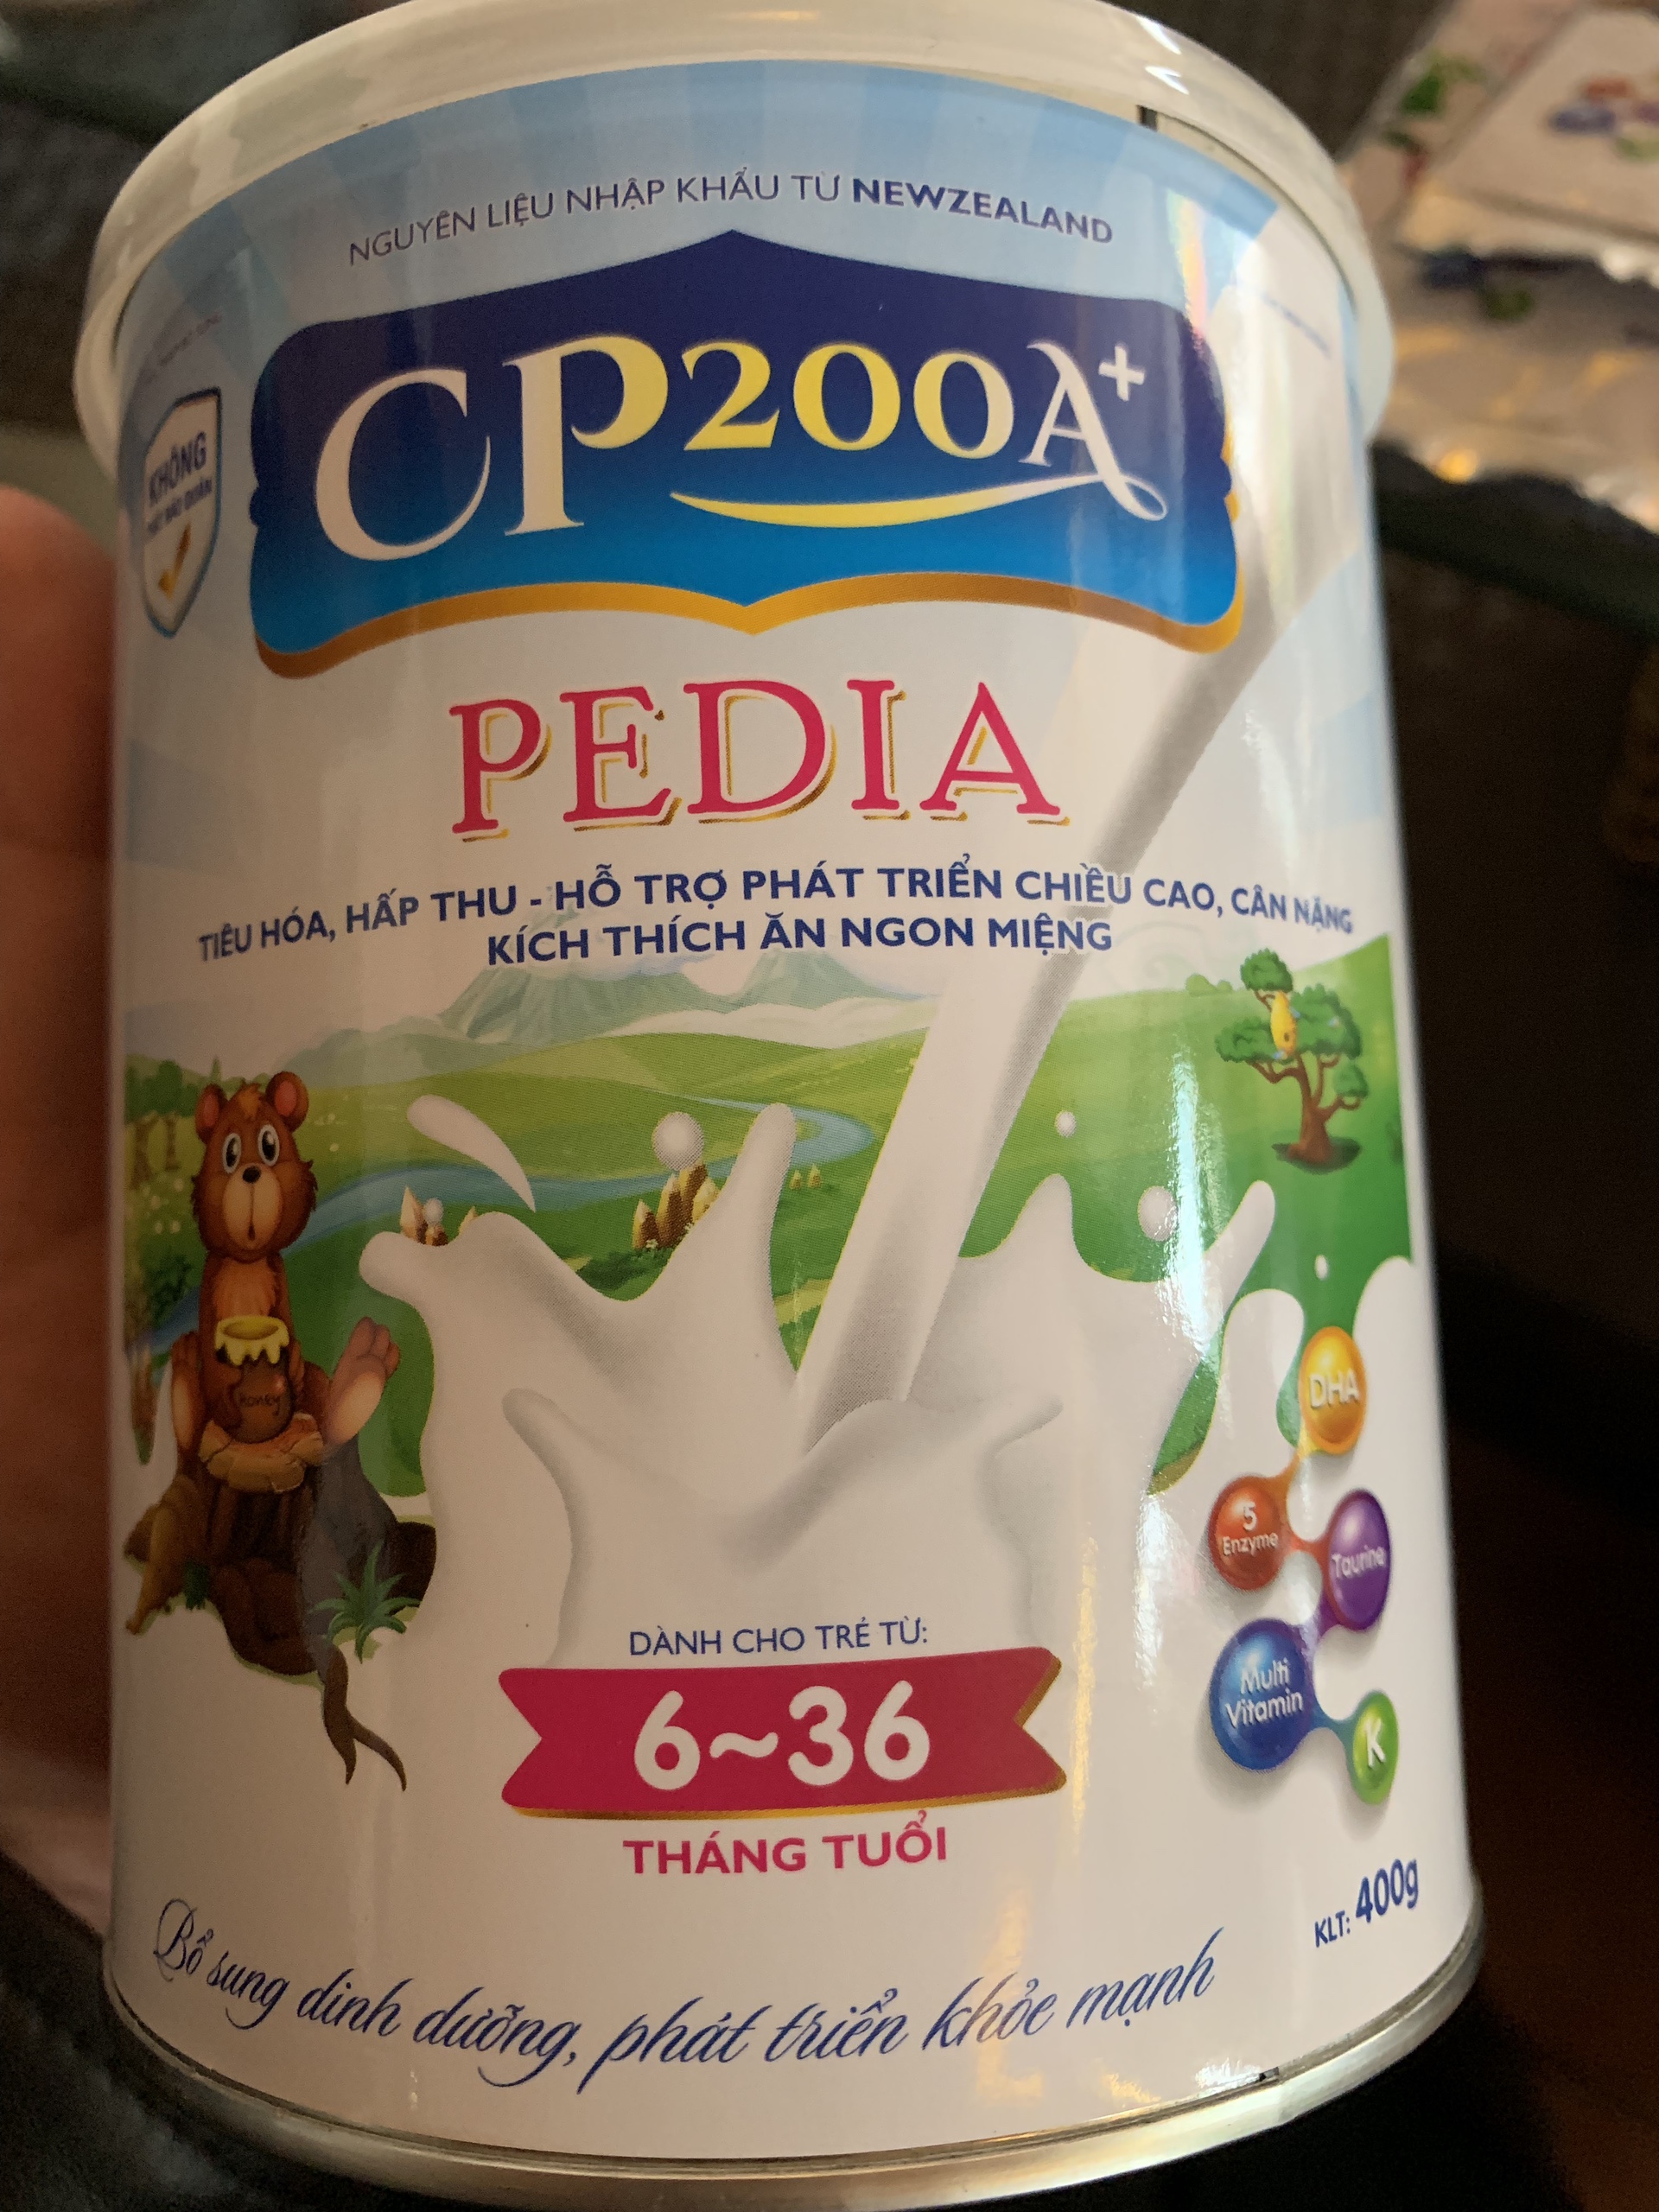 NGUYÊN LIỆU NHẬP KHẨU TỪ NEWZEALAND
CP200A+
KHÔNG
PEDIA
TIÊU HÓA, HẤP THU - HỖ TRỢ PHÁT TRIỂN CHIỀU CAO, CÂN NẶNG
KÍCH THÍCH ĂN NGON MIỆNG
honey
DHA
5
Enzyme
Taurine
Multi
Vitamin
K
DÀNH CHO TRẺ TỪ:
6~36
THÁNG TUỔI
KLT: 400g
Bổ sung dinh dưỡng, phát triển khỏe mạnh